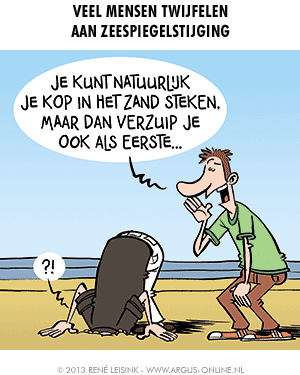 VEEL MENSEN TWIJFELEN
AAN ZEESPIEGELSTIJGING
JE KUNT NATUURLIJK
JE KOP IN HET ZAND STEKEN,
MAAR DAN VERZUIP JE
OOK ALS EERSTE...
?!
© 2013 RENÉ LEISINK - WWW.ARGUS-ONLINE.NL